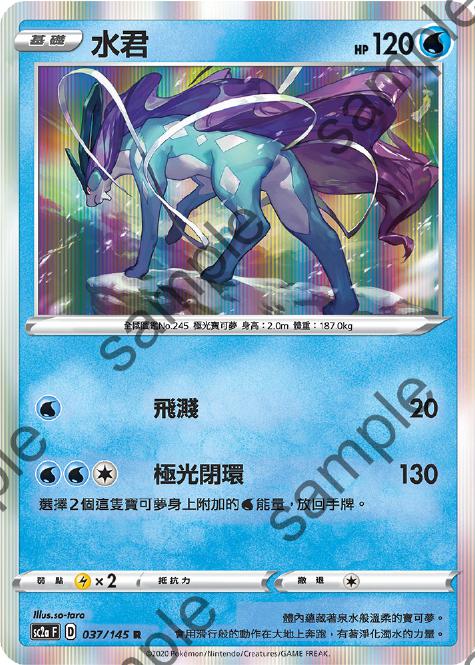 基礎 水君 HP 120
全國圖鑑No.245 極光寶可夢 身高：2.0m 體重：187.0kg
飛濺 20
極光閉環 130
選擇2個這隻寶可夢身上附加的能量，放回手牌。
弱點 ×2 抵抗力 撤退
Illus.so-taro
sc2a F D 037/145 R
體內蘊藏著泉水般溫柔的寶可夢。
會用飛行般的動作在大地上奔跑，有著淨化濁水的力量。
©2020 Pokémon/Nintendo/Creatures/GAME FREAK.
sample
sample
sample
sample
sample
sample